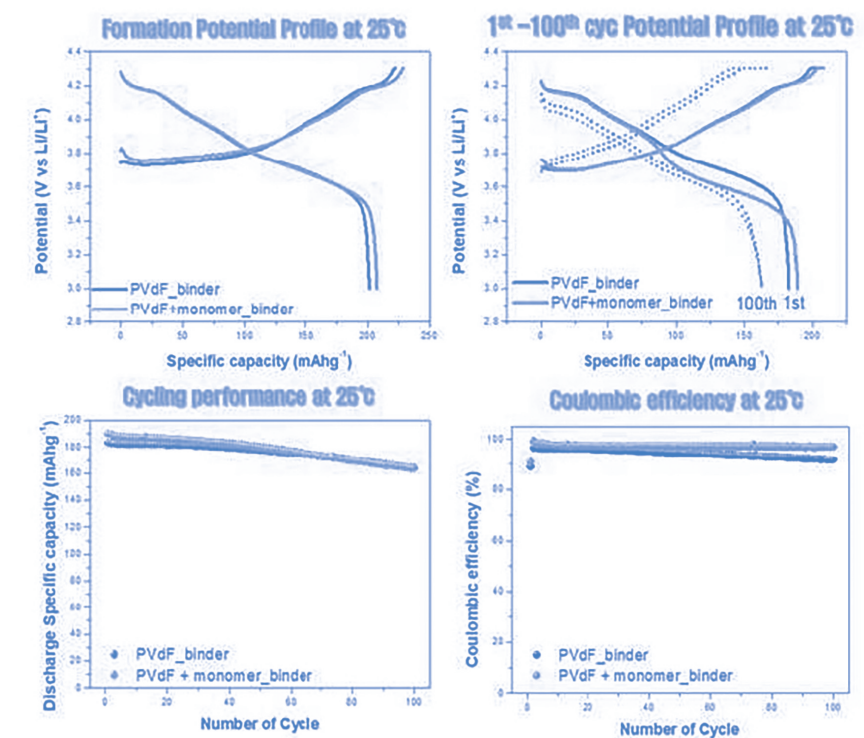 Formation Potential Profile at 25℃
4.4
4.2
4.0
3.8
3.6
3.4
3.2
3.0
2.8
Potential (V vs Li/Li⁺)
PVdF_binder
PVdF+monomer_binder
0
50
100
150
200
250
Specific capacity (mAhg⁻¹)
1st –100th cyc Potential Profile at 25℃
4.4
4.2
4.0
3.8
3.6
3.4
3.2
3.0
2.8
Potential (V vs Li/Li⁺)
PVdF_binder
PVdF+monomer_binder
100th 1st
0
50
100
150
200
Specific capacity (mAhg⁻¹)
Cycling performance at 25℃
200
180
160
140
120
100
80
60
40
20
0
Discharge Specific capacity (mAhg⁻¹)
PVdF_binder
PVdF + monomer_binder
0
20
40
60
80
100
Number of Cycle
Coulombic efficiency at 25℃
100
80
60
40
20
0
Coulombic efficiency (%)
PVdF_binder
PVdF + monomer_binder
0
20
40
60
80
100
Number of Cycle